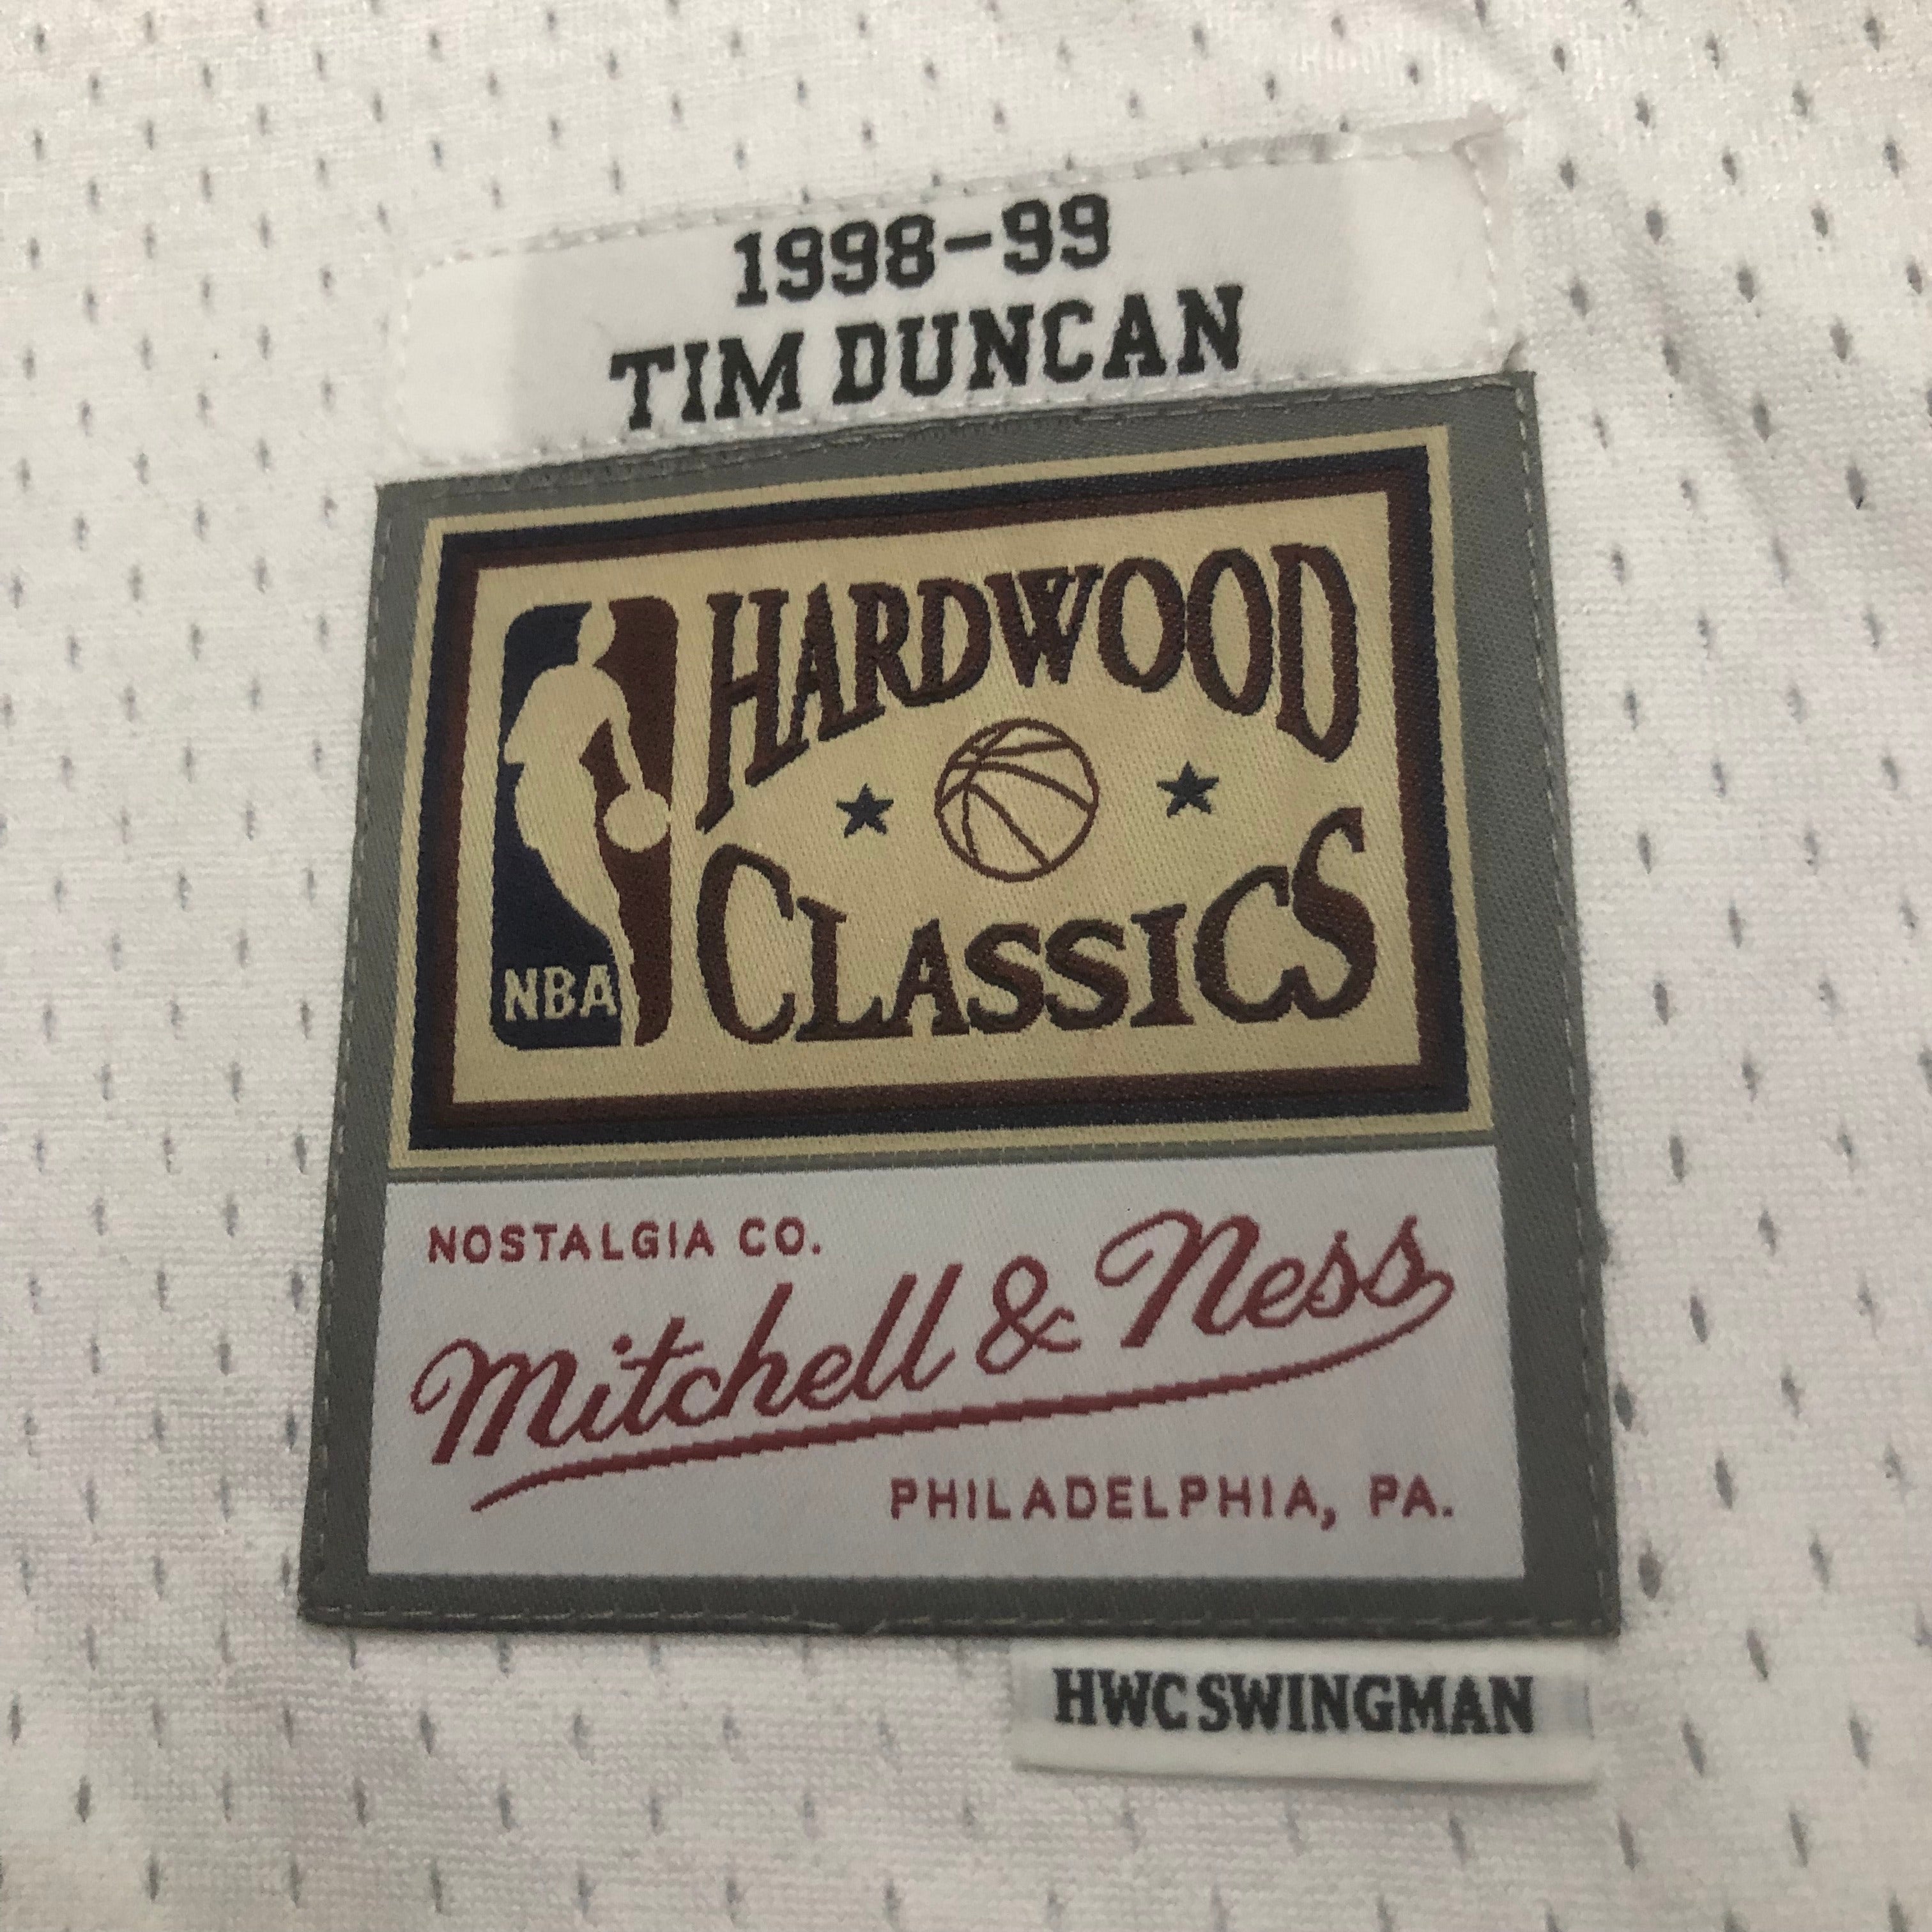 1998-99
TIM DUNCAN
HARDWOOD
CLASSICS
NBA
NOSTALGIA CO.
Mitchell & Ness
PHILADELPHIA, PA.
HWC SWINGMAN